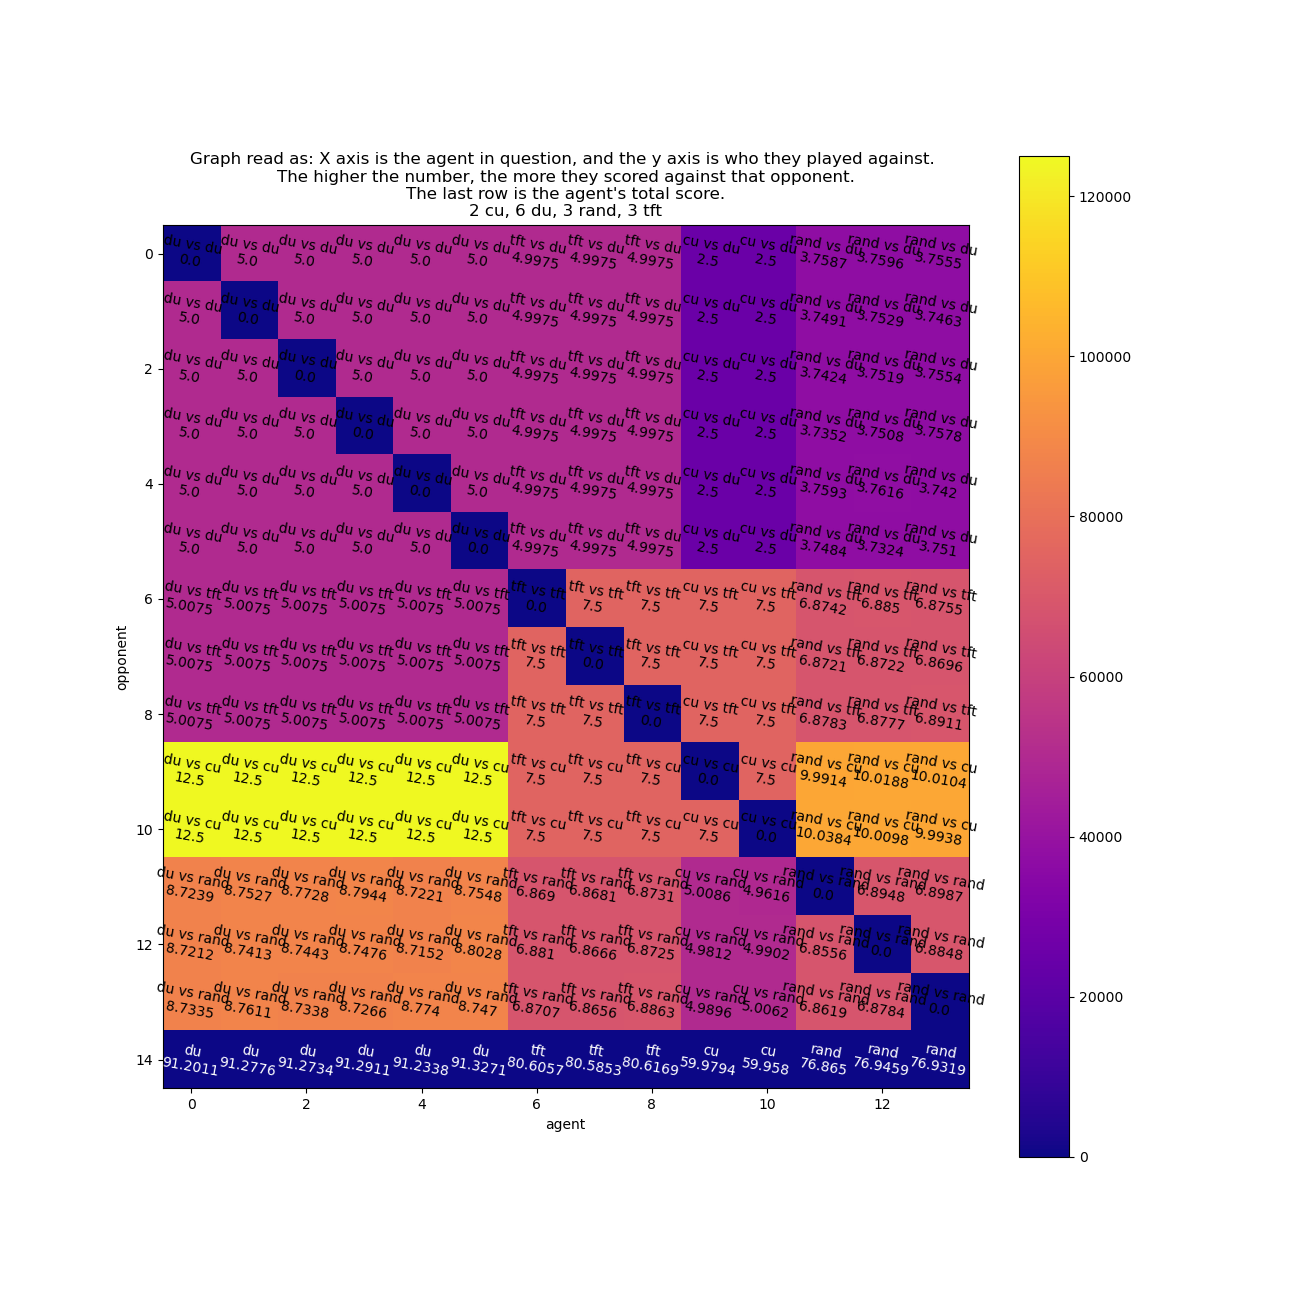 Graph read as: X axis is the agent in question, and the y axis is who they played against.
The higher the number, the more they scored against that opponent.
The last row is the agent's total score.
2 cu, 6 du, 3 rand, 3 tft
0
du vs du du vs du du vs du du vs du du vs du du vs du tft vs du tft vs du tft vs du cu vs du cu vs du rand vs du rand vs du rand vs du
0.0 5.0 5.0 5.0 5.0 5.0 4.9975 4.9975 4.9975 2.5 2.5 3.7587 3.7596 3.7555
du vs du du vs du du vs du du vs du du vs du du vs du tft vs du tft vs du tft vs du cu vs du cu vs du rand vs du rand vs du rand vs du
5.0 0.0 5.0 5.0 5.0 5.0 4.9975 4.9975 4.9975 2.5 2.5 3.7491 3.7529 3.7463
2
du vs du du vs du du vs du du vs du du vs du du vs du tft vs du tft vs du tft vs du cu vs du cu vs du rand vs du rand vs du rand vs du
5.0 5.0 0.0 5.0 5.0 5.0 4.9975 4.9975 4.9975 2.5 2.5 3.7424 3.7519 3.7554
du vs du du vs du du vs du du vs du du vs du du vs du tft vs du tft vs du tft vs du cu vs du cu vs du rand vs du rand vs du rand vs du
5.0 5.0 5.0 0.0 5.0 5.0 4.9975 4.9975 4.9975 2.5 2.5 3.7352 3.7508 3.7578
4
du vs du du vs du du vs du du vs du du vs du du vs du tft vs du tft vs du tft vs du cu vs du cu vs du rand vs du rand vs du rand vs du
5.0 5.0 5.0 5.0 0.0 5.0 4.9975 4.9975 4.9975 2.5 2.5 3.7593 3.7616 3.742
du vs du du vs du du vs du du vs du du vs du du vs du tft vs du tft vs du tft vs du cu vs du cu vs du rand vs du rand vs du rand vs du
5.0 5.0 5.0 5.0 5.0 0.0 4.9975 4.9975 4.9975 2.5 2.5 3.7484 3.7324 3.751
6
du vs tft du vs tft du vs tft du vs tft du vs tft du vs tft tft vs tft tft vs tft tft vs tft cu vs tft cu vs tft rand vs tft rand vs tft rand vs tft
5.0075 5.0075 5.0075 5.0075 5.0075 5.0075 0.0 7.5 7.5 7.5 7.5 6.8742 6.885 6.8755
du vs tft du vs tft du vs tft du vs tft du vs tft du vs tft tft vs tft tft vs tft tft vs tft cu vs tft cu vs tft rand vs tft rand vs tft rand vs tft
5.0075 5.0075 5.0075 5.0075 5.0075 5.0075 7.5 0.0 7.5 7.5 7.5 6.8721 6.8722 6.8696
8
du vs tft du vs tft du vs tft du vs tft du vs tft du vs tft tft vs tft tft vs tft tft vs tft cu vs tft cu vs tft rand vs tft rand vs tft rand vs tft
5.0075 5.0075 5.0075 5.0075 5.0075 5.0075 7.5 7.5 0.0 7.5 7.5 6.8783 6.8777 6.8911
du vs cu du vs cu du vs cu du vs cu du vs cu du vs cu tft vs cu tft vs cu tft vs cu cu vs cu cu vs cu rand vs cu rand vs cu rand vs cu
12.5 12.5 12.5 12.5 12.5 12.5 7.5 7.5 7.5 0.0 7.5 9.9914 10.0188 10.0104
10
du vs cu du vs cu du vs cu du vs cu du vs cu du vs cu tft vs cu tft vs cu tft vs cu cu vs cu cu vs cu rand vs cu rand vs cu rand vs cu
12.5 12.5 12.5 12.5 12.5 12.5 7.5 7.5 7.5 7.5 0.0 10.0384 10.0098 9.9938
du vs rand du vs rand du vs rand du vs rand du vs rand du vs rand tft vs rand tft vs rand tft vs rand cu vs rand cu vs rand rand vs rand rand vs rand rand vs rand
8.7239 8.7527 8.7728 8.7944 8.7221 8.7548 6.869 6.8681 6.8731 5.0086 4.9616 0.0 6.8948 6.8987
12
du vs rand du vs rand du vs rand du vs rand du vs rand du vs rand tft vs rand tft vs rand tft vs rand cu vs rand cu vs rand rand vs rand rand vs rand rand vs rand
8.7212 8.7413 8.7443 8.7476 8.7152 8.8028 6.881 6.8666 6.8725 4.9812 4.9902 6.8556 0.0 6.8848
du vs rand du vs rand du vs rand du vs rand du vs rand du vs rand tft vs rand tft vs rand tft vs rand cu vs rand cu vs rand rand vs rand rand vs rand rand vs rand
8.7335 8.7611 8.7338 8.7266 8.774 8.747 6.8707 6.8656 6.8863 4.9896 5.0062 6.8619 6.8784 0.0
14
du du du du du du tft tft tft cu cu rand rand rand
91.2011 91.2776 91.2734 91.2911 91.2338 91.3271 80.6057 80.5853 80.6169 59.9794 59.958 76.865 76.9459 76.9319
0 2 4 6 8 10 12
agent
opponent
120000
100000
80000
60000
40000
20000
0